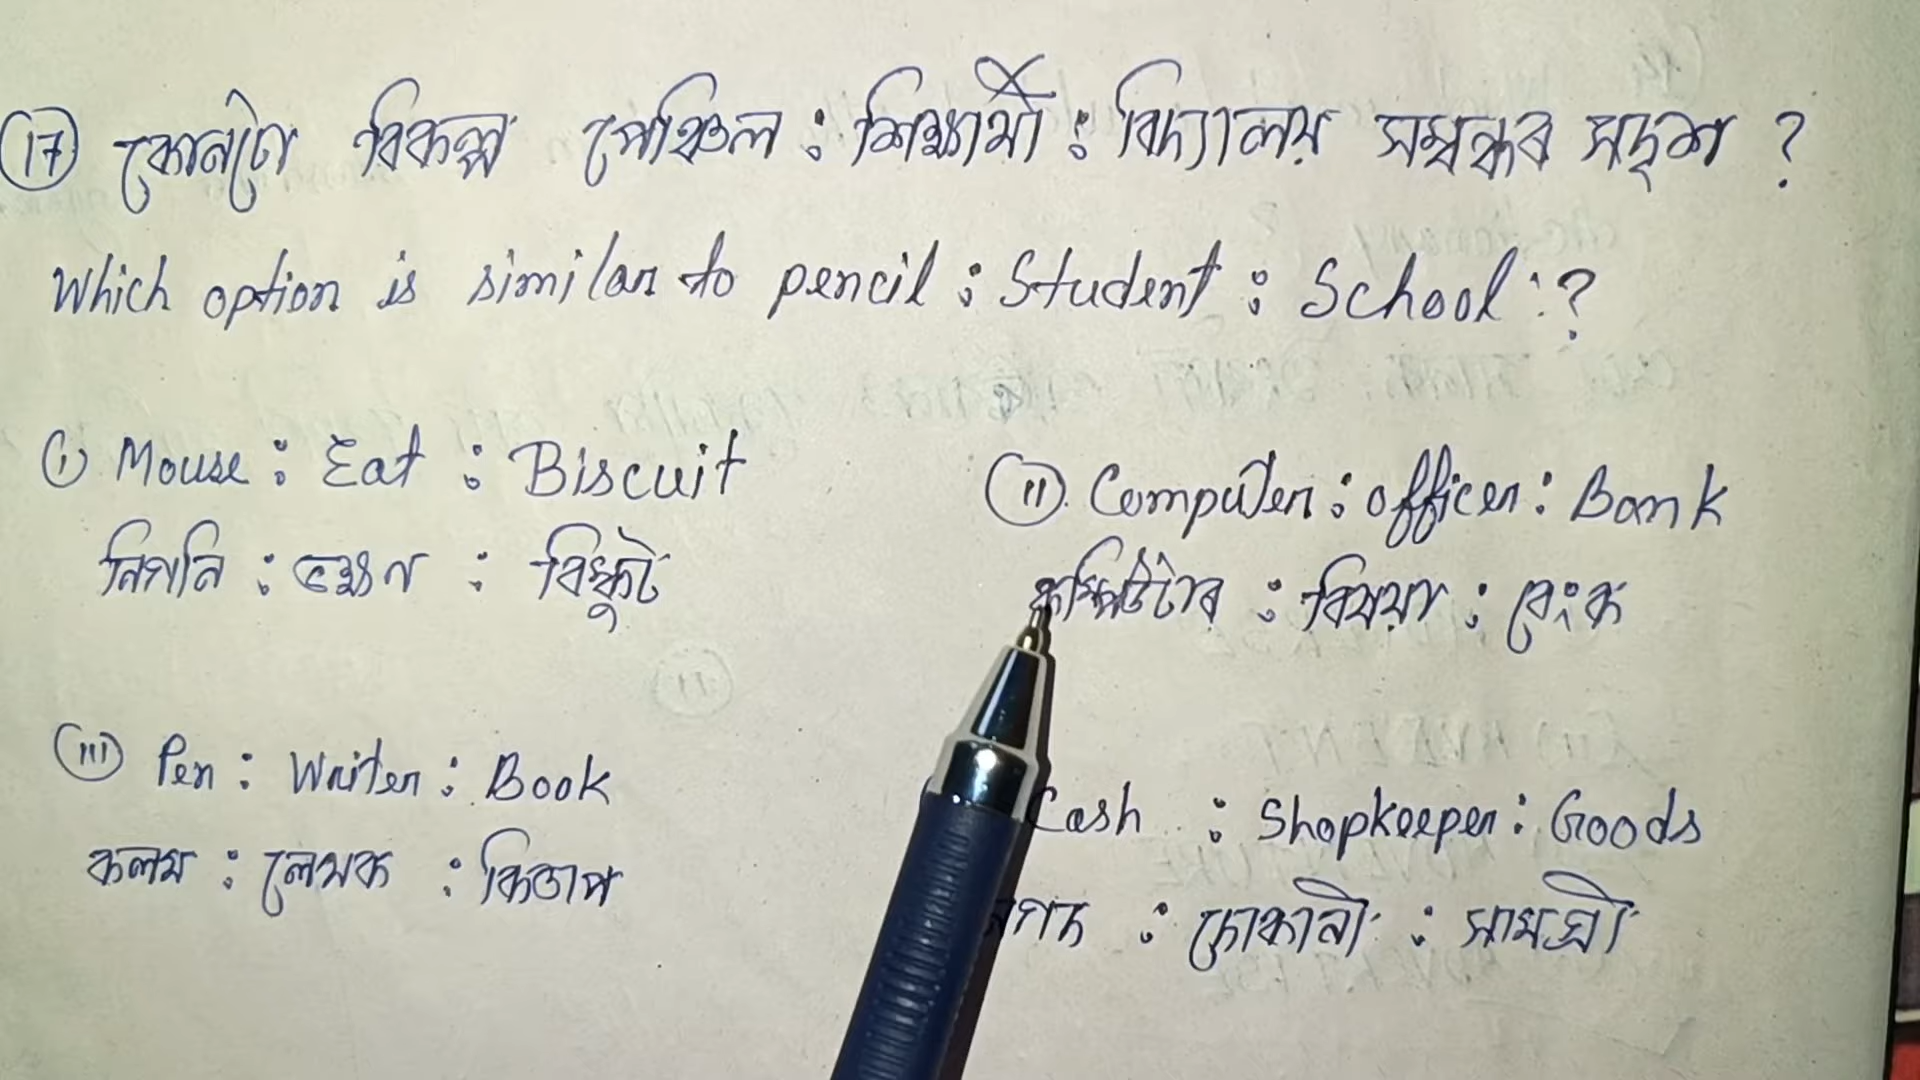 17 কোনটো বিকল্প পেঞ্চিল : শিক্ষাৰ্থী : বিদ্যালয় সম্বন্ধৰ সদৃশ ?
Which option is similar to pencil : Student : School : ?
(i) Mouse : Eat : Biscuit
নিগনি : ভক্ষণ : বিস্কুট
(ii) Computer : officer : Bank
কম্পিউটাৰ : বিষয়া : বেংক
(iii) Pen : Writer : Book
কলম : লেখক : কিতাপ
Cash : Shopkeeper : Goods
নগদ : দোকানী : সামগ্ৰী